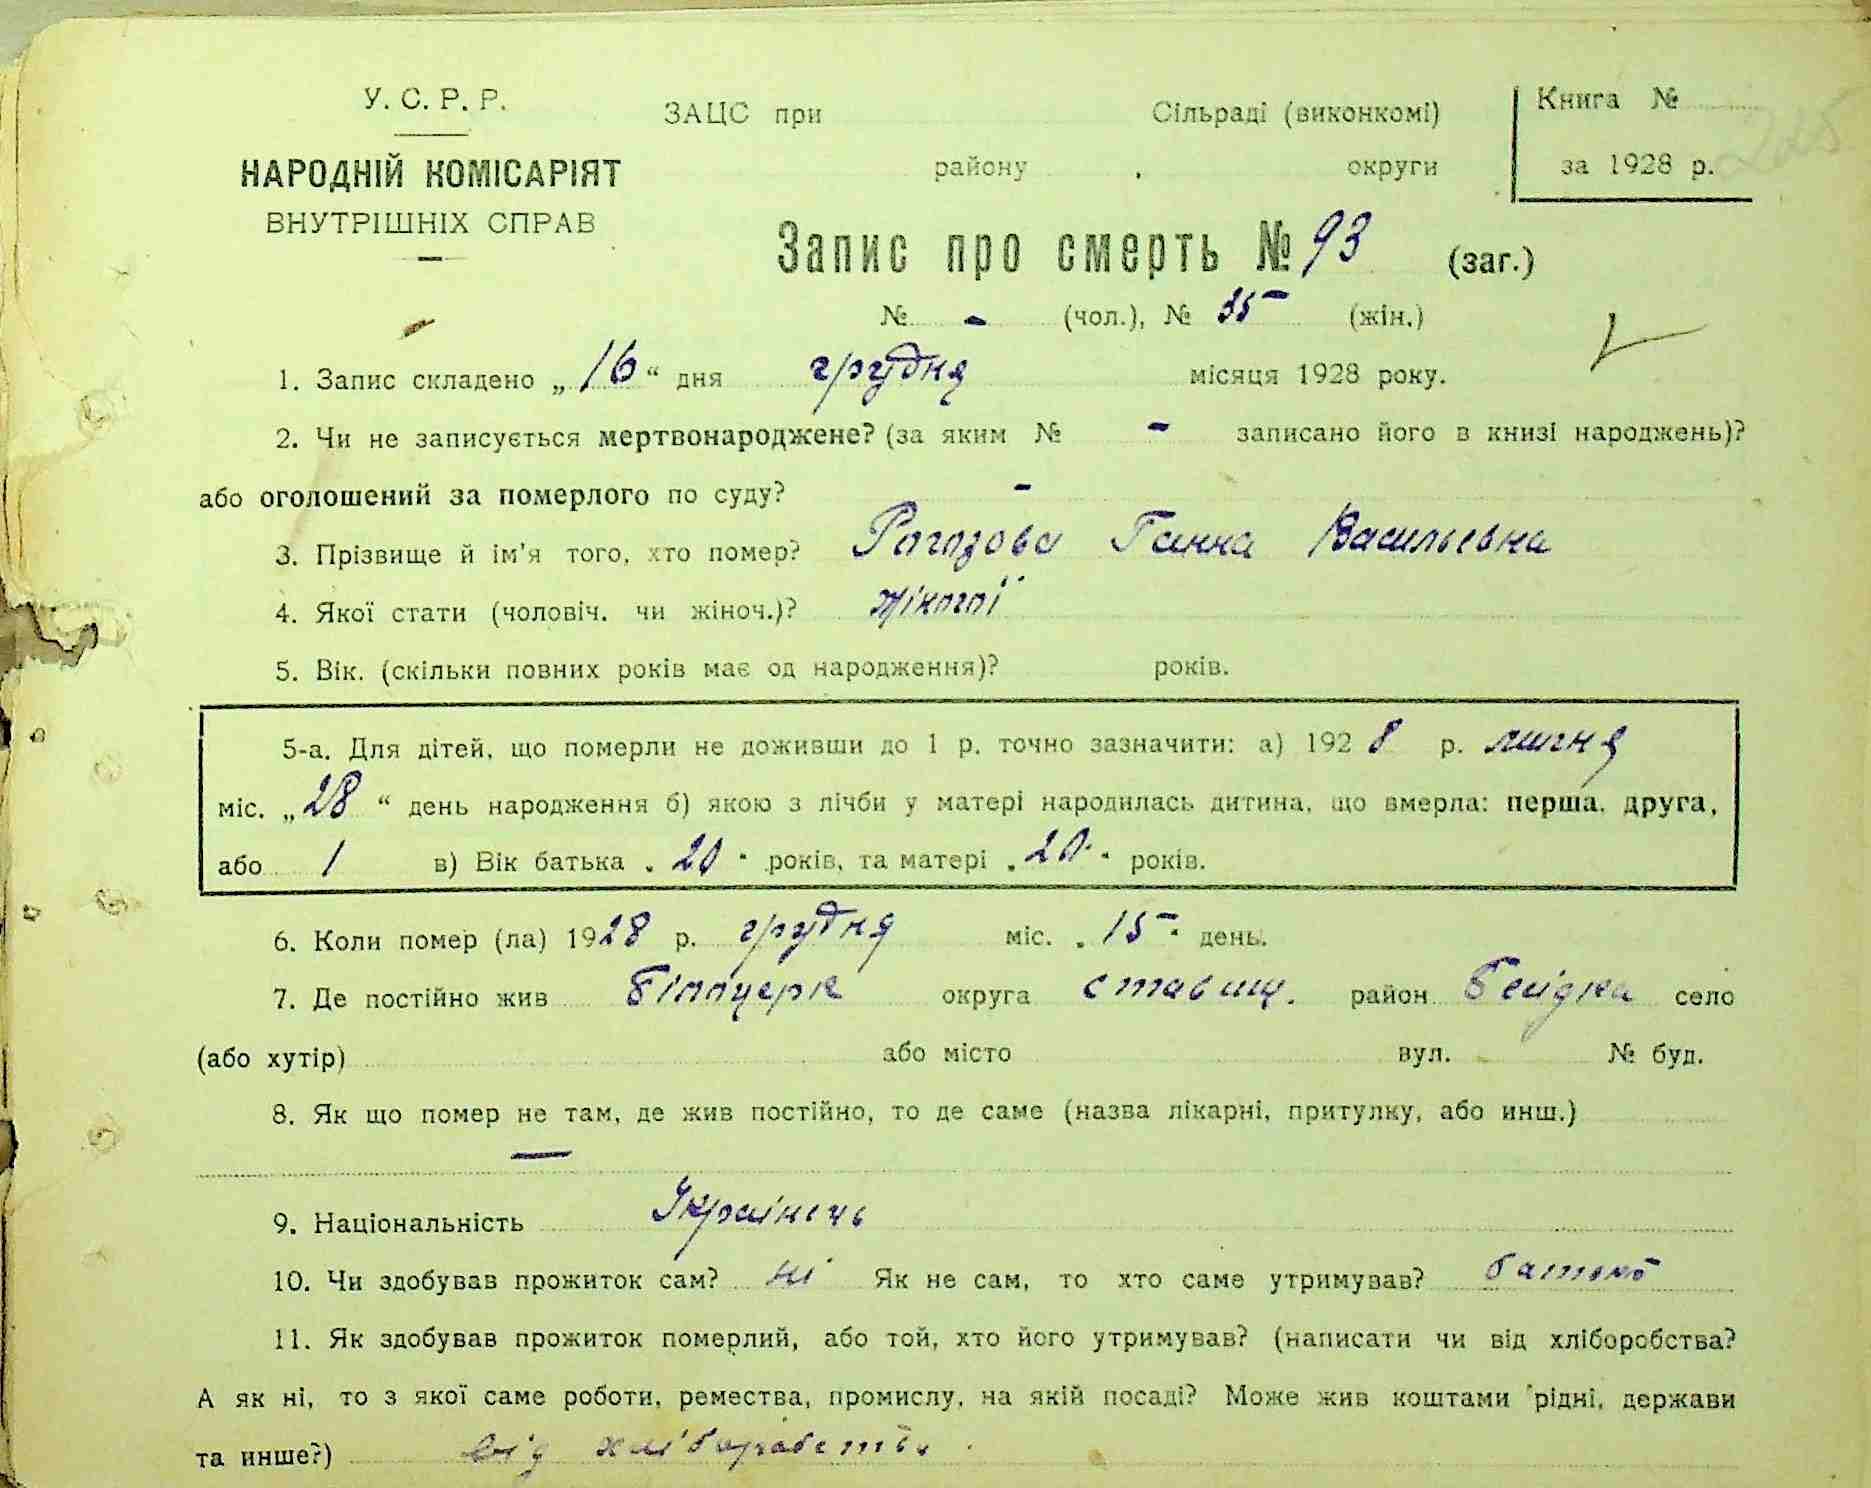 У. С. Р. Р.
НАРОДНІЙ КОМІСАРІЯТ
ВНУТРІШНІХ СПРАВ
ЗАЦС при Сільраді (виконкомі)
району округи
Книга №
за 1928 р.
Запис про смерть № 93 (заг.)
№ - (чол.), № 35 (жін.)
1. Запис складено „16“ дня грудня місяця 1928 року.
2. Чи не записується мертвонароджене? (за яким № - записано його в книзі народжень)?
або оголошений за померлого по суду? -
3. Прізвище й ім'я того, хто помер? Рогозова Ганна Васильевна
4. Якої стати (чоловіч. чи жіноч.)? жіночої
5. Вік. (скільки повних років має од народження)? років.
5-а. Для дітей, що померли не доживши до 1 р. точно зазначити: а) 1928 р. липня
міс. „28“ день народження б) якою з лічби у матері народилась дитина, що вмерла: перша, друга,
або 1 в) Вік батька „20“ років, та матері „20“ років.
6. Коли помер (ла) 1928 р. грудня міс. „15“ день.
7. Де постійно жив Білоцерк округа Ставищ. район Бесідка село
(або хутір) або місто вул. № буд.
8. Як що помер не там, де жив постійно, то де саме (назва лікарні, притулку, або инш.)
—
9. Національність Українець
10. Чи здобував прожиток сам? ні Як не сам, то хто саме утримував? батько
11. Як здобував прожиток померлий, або той, хто його утримував? (написати чи від хліборобства?
А як ні, то з якої саме роботи, ремества, промислу, на якій посаді? Може жив коштами рідні, держави
та инше?) від хліборобства.